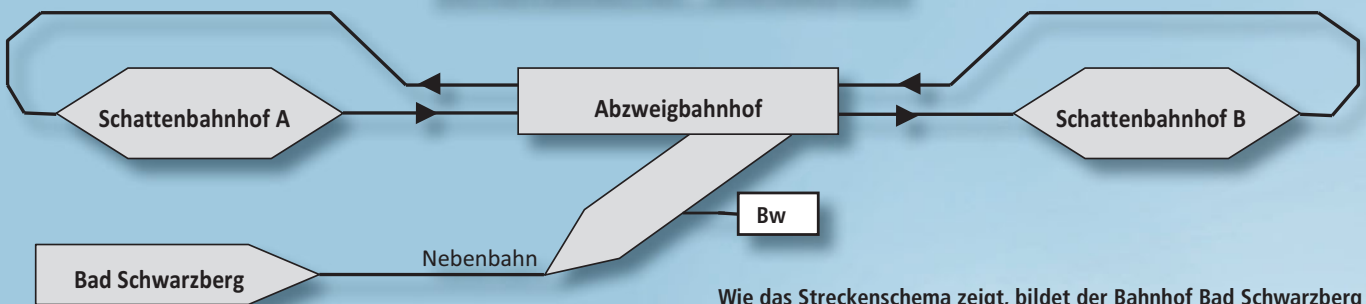 Schattenbahnhof A
Abzweigbahnhof
Schattenbahnhof B
Bw
Nebenbahn
Bad Schwarzberg
Wie das Streckenschema zeigt, bildet der Bahnhof Bad Schwarzberg